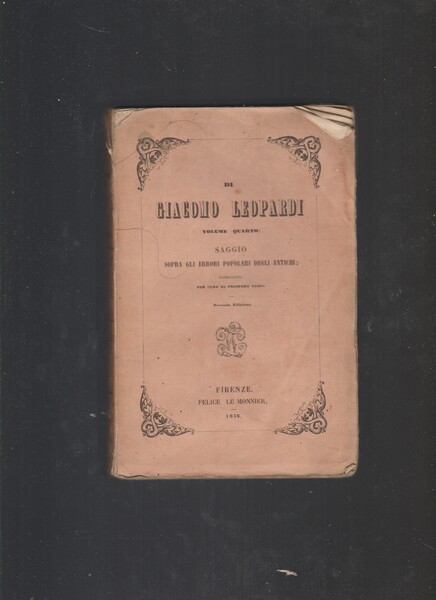 DI
GIACOMO LEOPARDI
VOLUME QUARTO:
SAGGIO
SOPRA GLI ERRORI POPOLARI DEGLI ANTICHI;
PER CURA DI PROSPERO VIANI.
Seconda Edizione.
FIRENZE.
FELICE LE MONNIER.